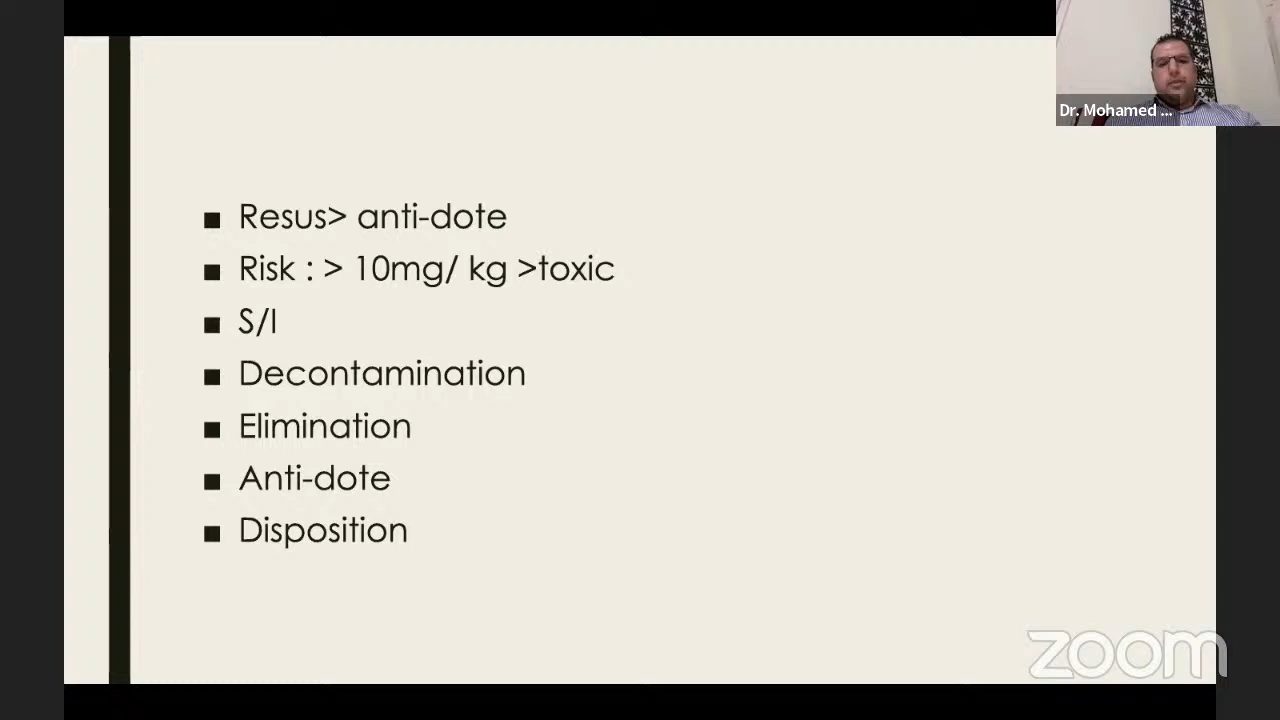 Dr. Mohamed ...
■ Resus> anti-dote
■ Risk : > 10mg/ kg >toxic
■ S/I
■ Decontamination
■ Elimination
■ Anti-dote
■ Disposition
zoom